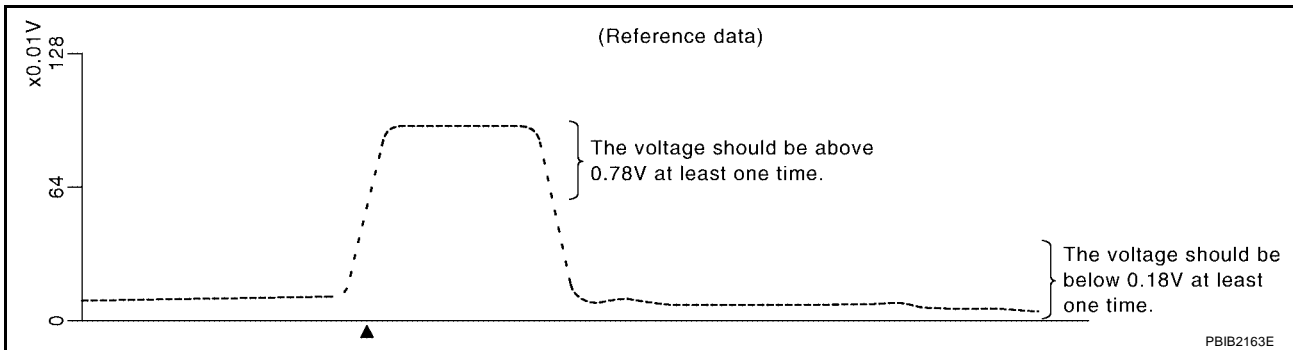 (Reference data)
x0.01V
128
64
0
The voltage should be above
0.78V at least one time.
The voltage should be
below 0.18V at least
one time.
PBIB2163E